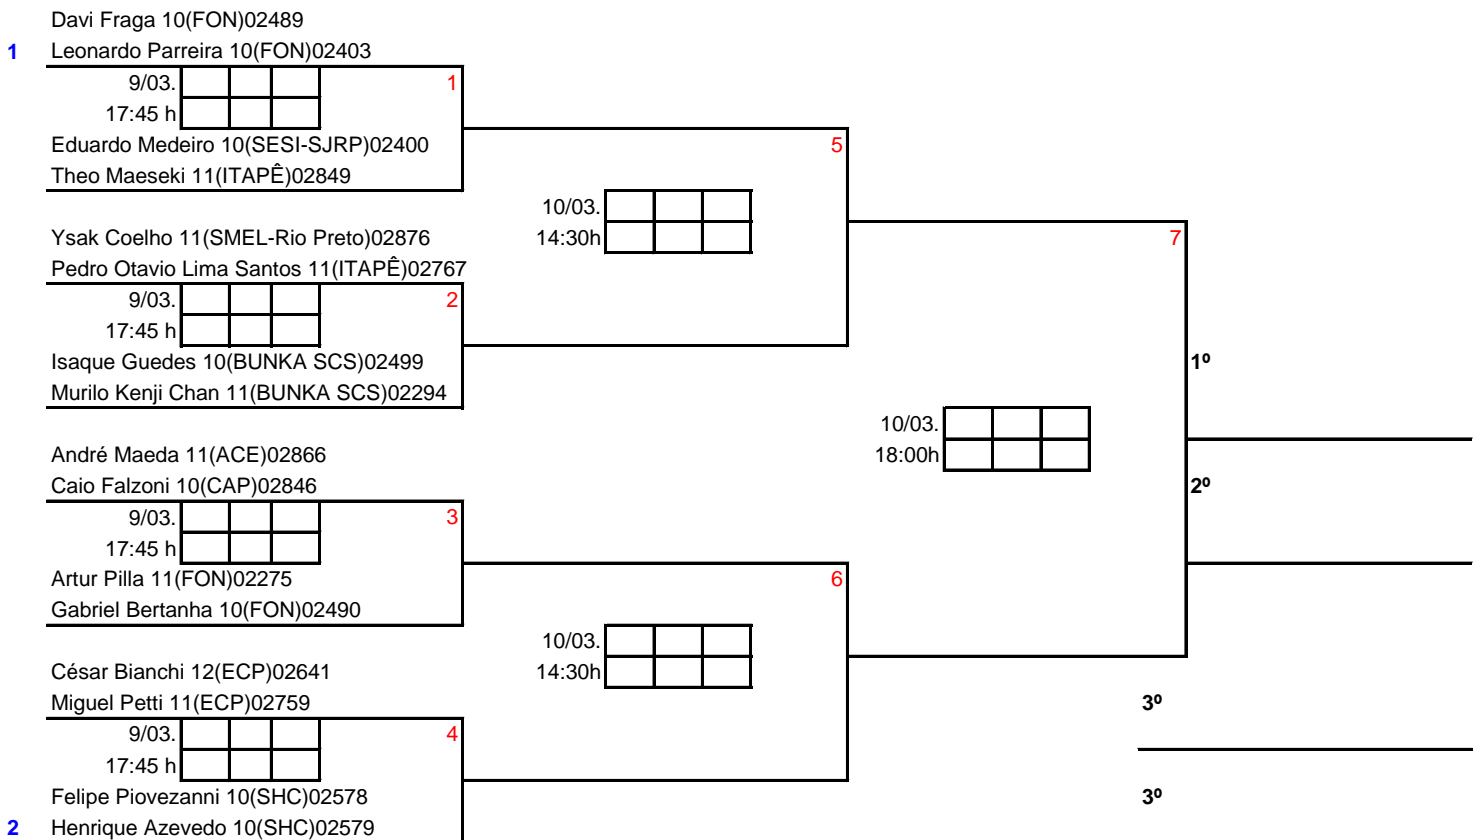 Davi Fraga 10(FON)02489
1 Leonardo Parreira 10(FON)02403
9/03. 1
17:45 h
Eduardo Medeiro 10(SESI-SJRP)02400 5
Theo Maeseki 11(ITAPÊ)02849
10/03.
Ysak Coelho 11(SMEL-Rio Preto)02876 14:30h 7
Pedro Otavio Lima Santos 11(ITAPÊ)02767
9/03. 2
17:45 h
Isaque Guedes 10(BUNKA SCS)02499 1º
Murilo Kenji Chan 11(BUNKA SCS)02294
10/03.
André Maeda 11(ACE)02866 18:00h
Caio Falzoni 10(CAP)02846 2º
9/03. 3
17:45 h
Artur Pilla 11(FON)02275 6
Gabriel Bertanha 10(FON)02490
10/03.
César Bianchi 12(ECP)02641 14:30h
Miguel Petti 11(ECP)02759 3º
9/03. 4
17:45 h
Felipe Piovezanni 10(SHC)02578 3º
2 Henrique Azevedo 10(SHC)02579